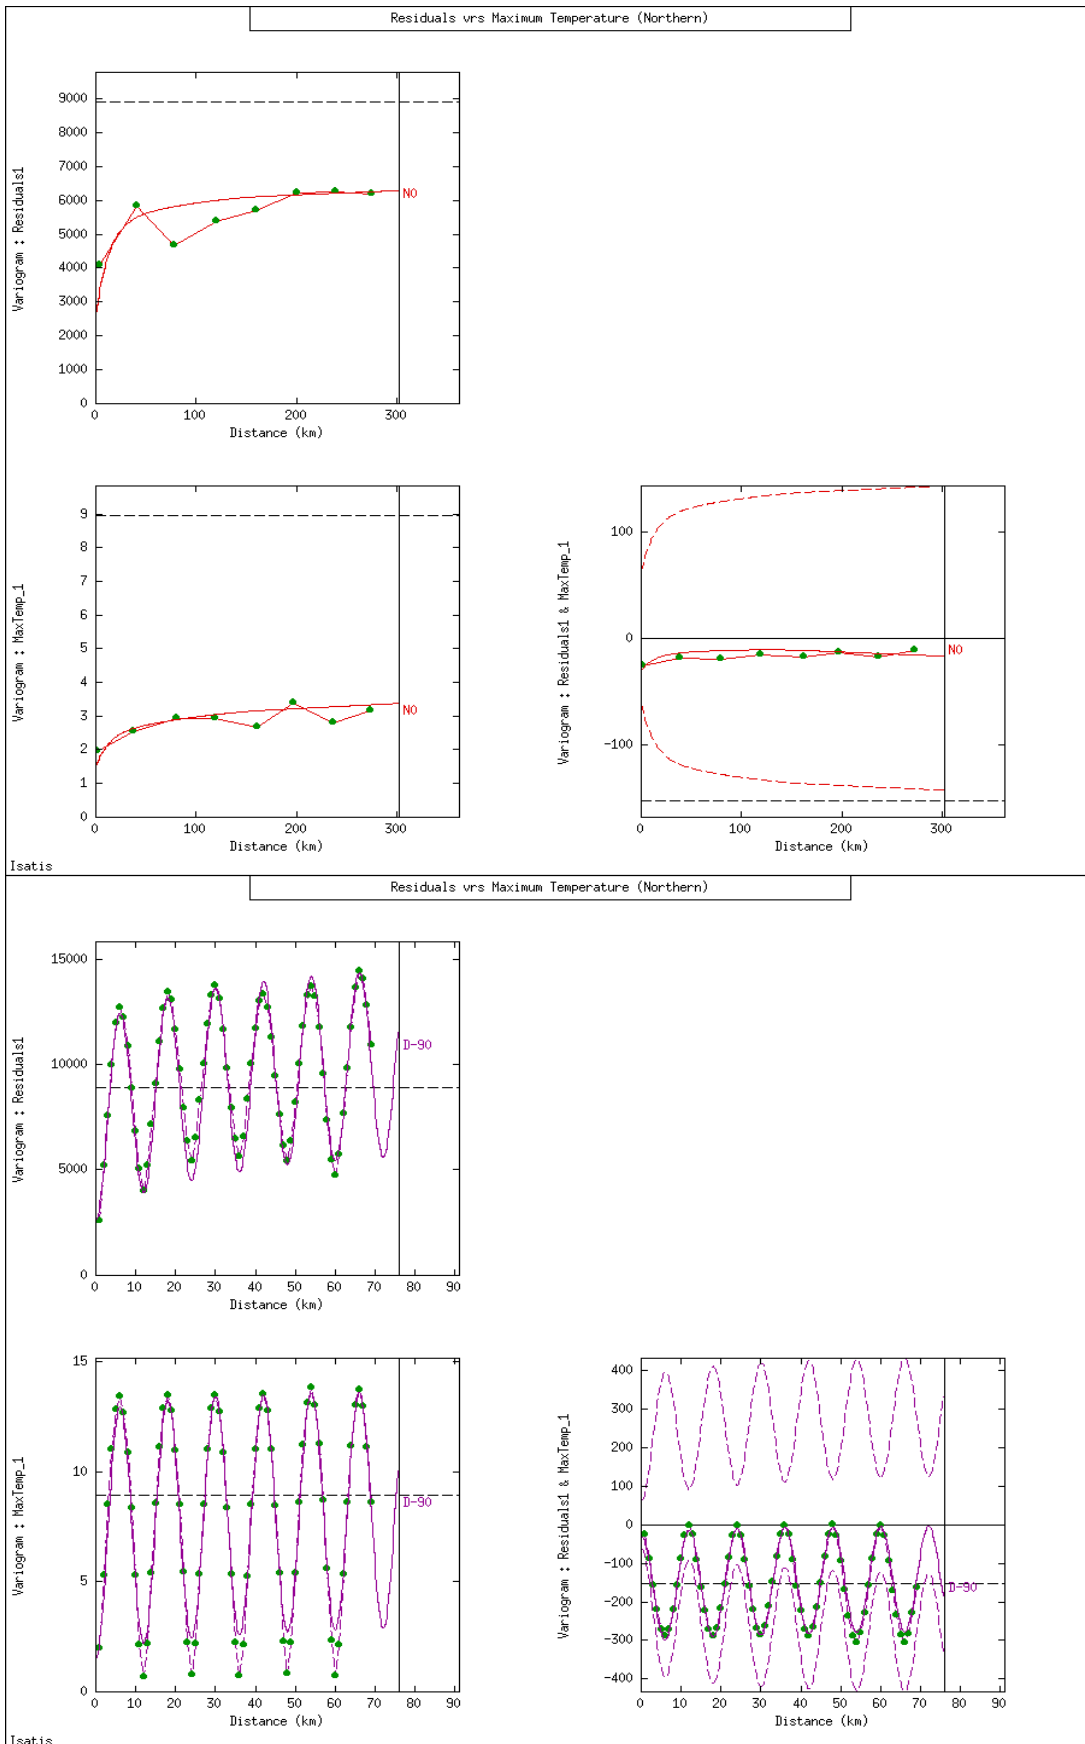 Residuals vrs Maximum Temperature (Northern)
Variogram : Residuals1
9000
8000
7000
6000
5000
4000
3000
2000
1000
0
N0
0 100 200 300
Distance (km)
Variogram : MaxTemp_1
9
8
7
6
5
4
3
2
1
0
N0
0 100 200 300
Distance (km)
Variogram : Residuals1 & MaxTemp_1
100
0
-100
N0
0 100 200 300
Distance (km)
Isatis
Residuals vrs Maximum Temperature (Northern)
Variogram : Residuals1
15000
10000
5000
0
D-90
0 10 20 30 40 50 60 70 80 90
Distance (km)
Variogram : MaxTemp_1
15
10
5
0
D-90
0 10 20 30 40 50 60 70 80 90
Distance (km)
Variogram : Residuals1 & MaxTemp_1
400
300
200
100
0
-100
-200
-300
-400
D-90
0 10 20 30 40 50 60 70 80 90
Distance (km)
Isatis